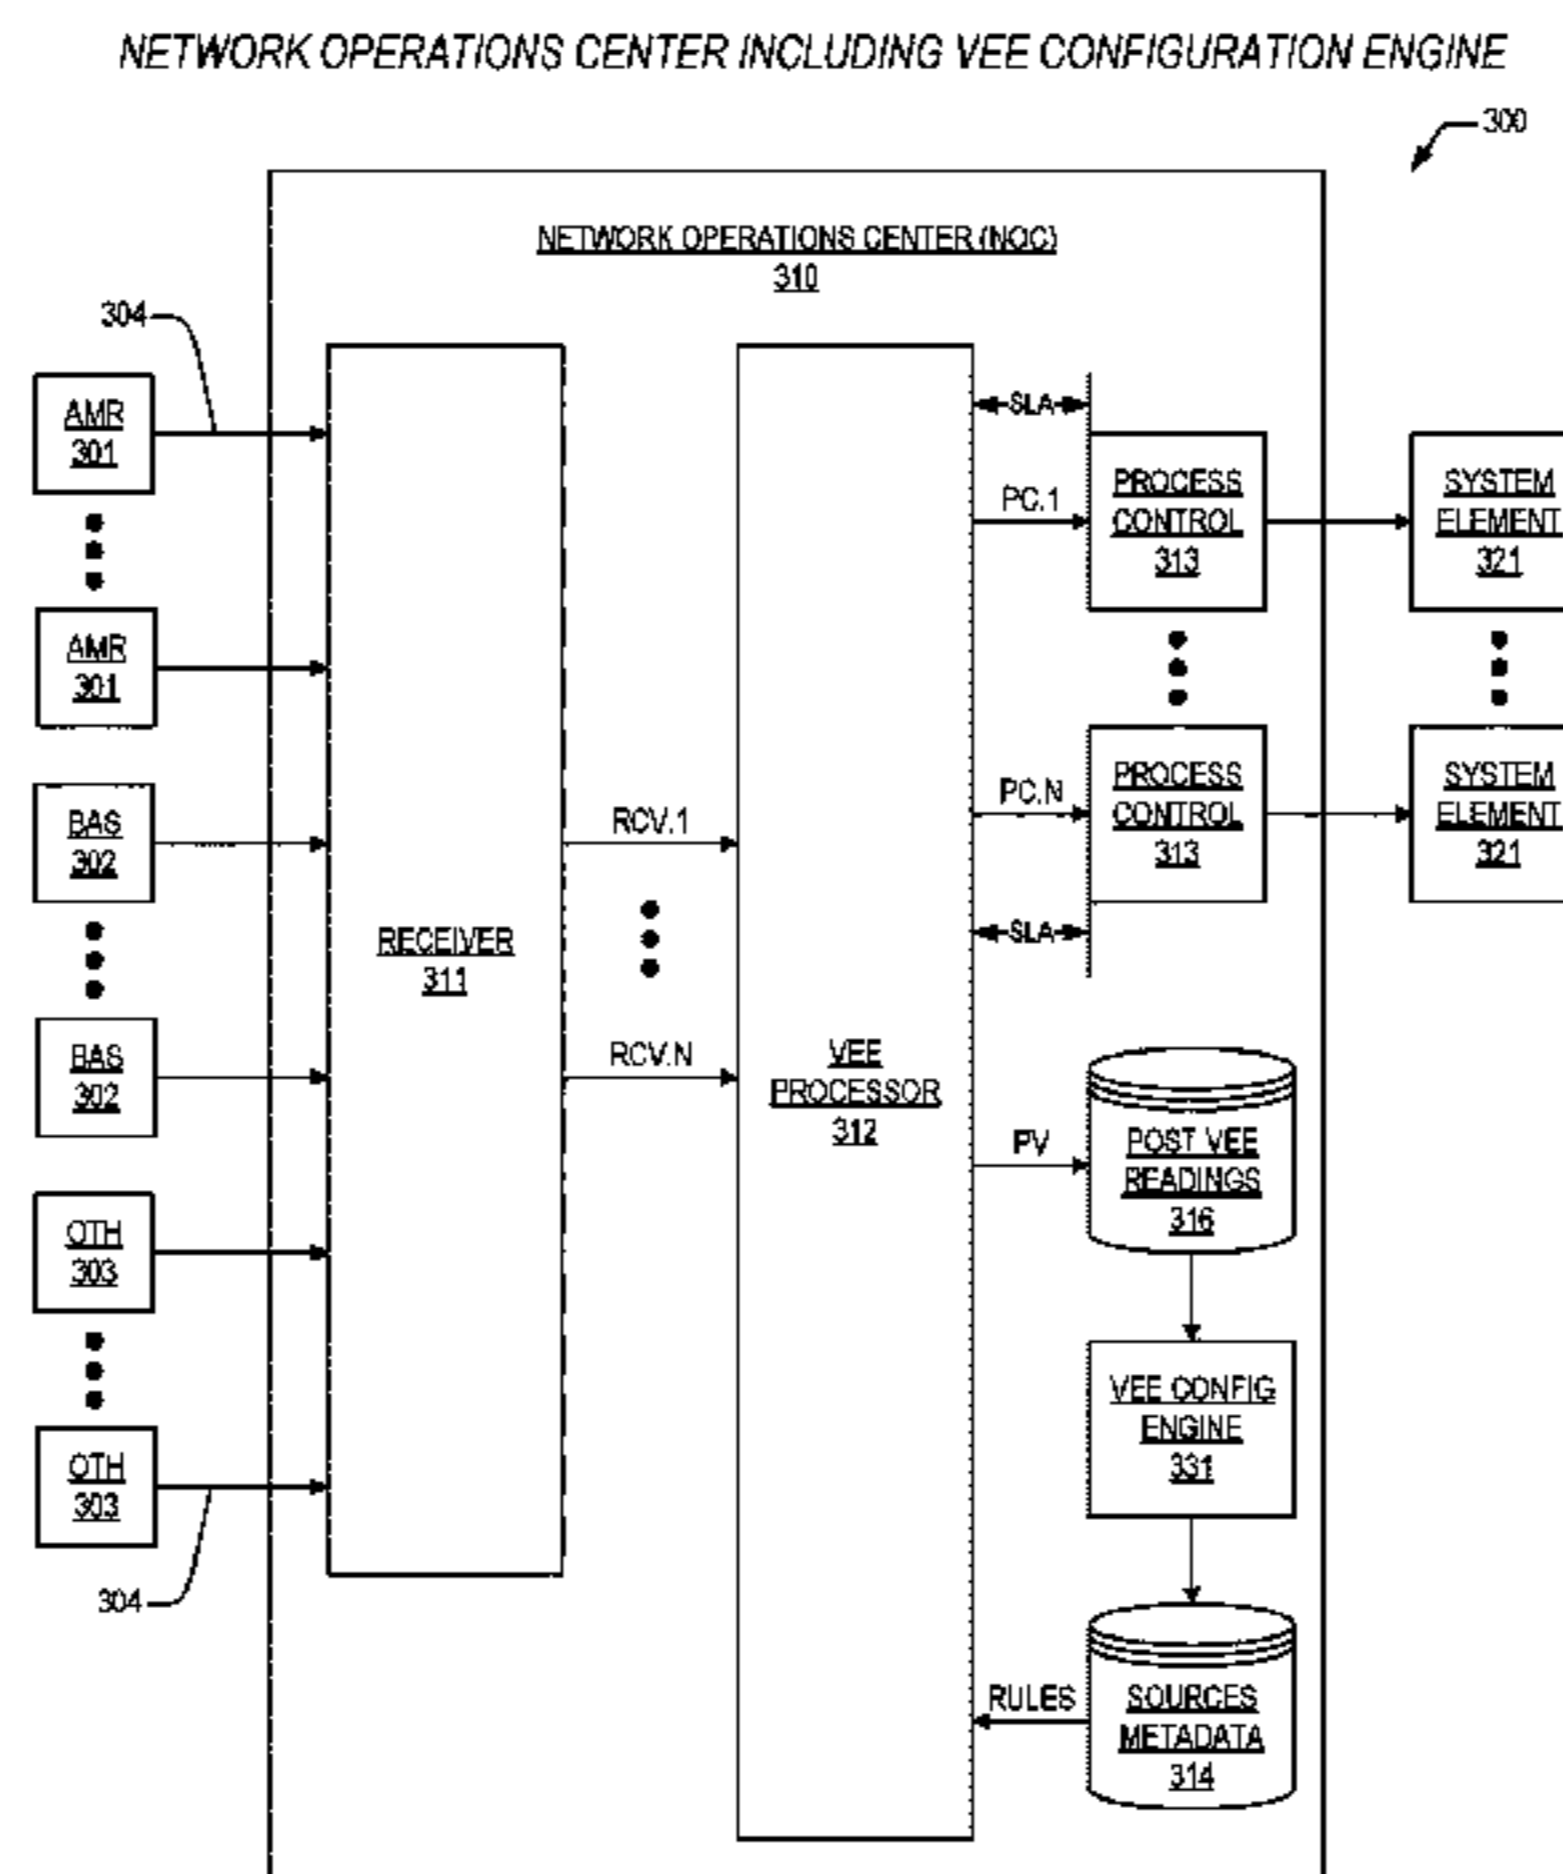 NETWORK OPERATIONS CENTER INCLUDING VEE CONFIGURATION ENGINE
300
NETWORK OPERATIONS CENTER (NOC)
310
304
AMR
301
AMR
301
BAS
302
BAS
302
OTH
303
OTH
303
304
RECEIVER
311
RCV.1
RCV.N
VEE
PROCESSOR
312
SLA
PC.1
PROCESS
CONTROL
313
SYSTEM
ELEMENT
321
PC.N
PROCESS
CONTROL
313
SYSTEM
ELEMENT
321
SLA
PV
POST VEE
READINGS
316
VEE CONFIG
ENGINE
331
RULES
SOURCES
METADATA
314